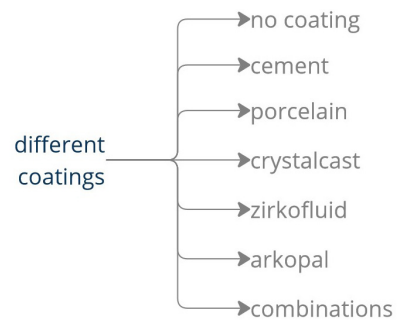 different
coatings
no coating
cement
porcelain
crystalcast
zirkofluid
arkopal
combinations